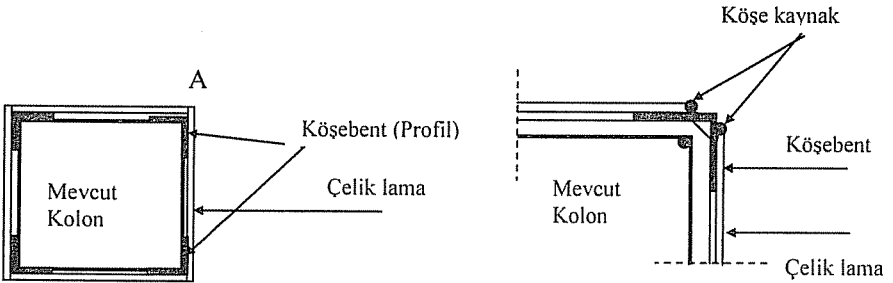 A
Köşebent (Profil)
Çelik lama
Mevcut
Kolon
Köşe kaynak
Köşebent
Mevcut
Kolon
Çelik lama